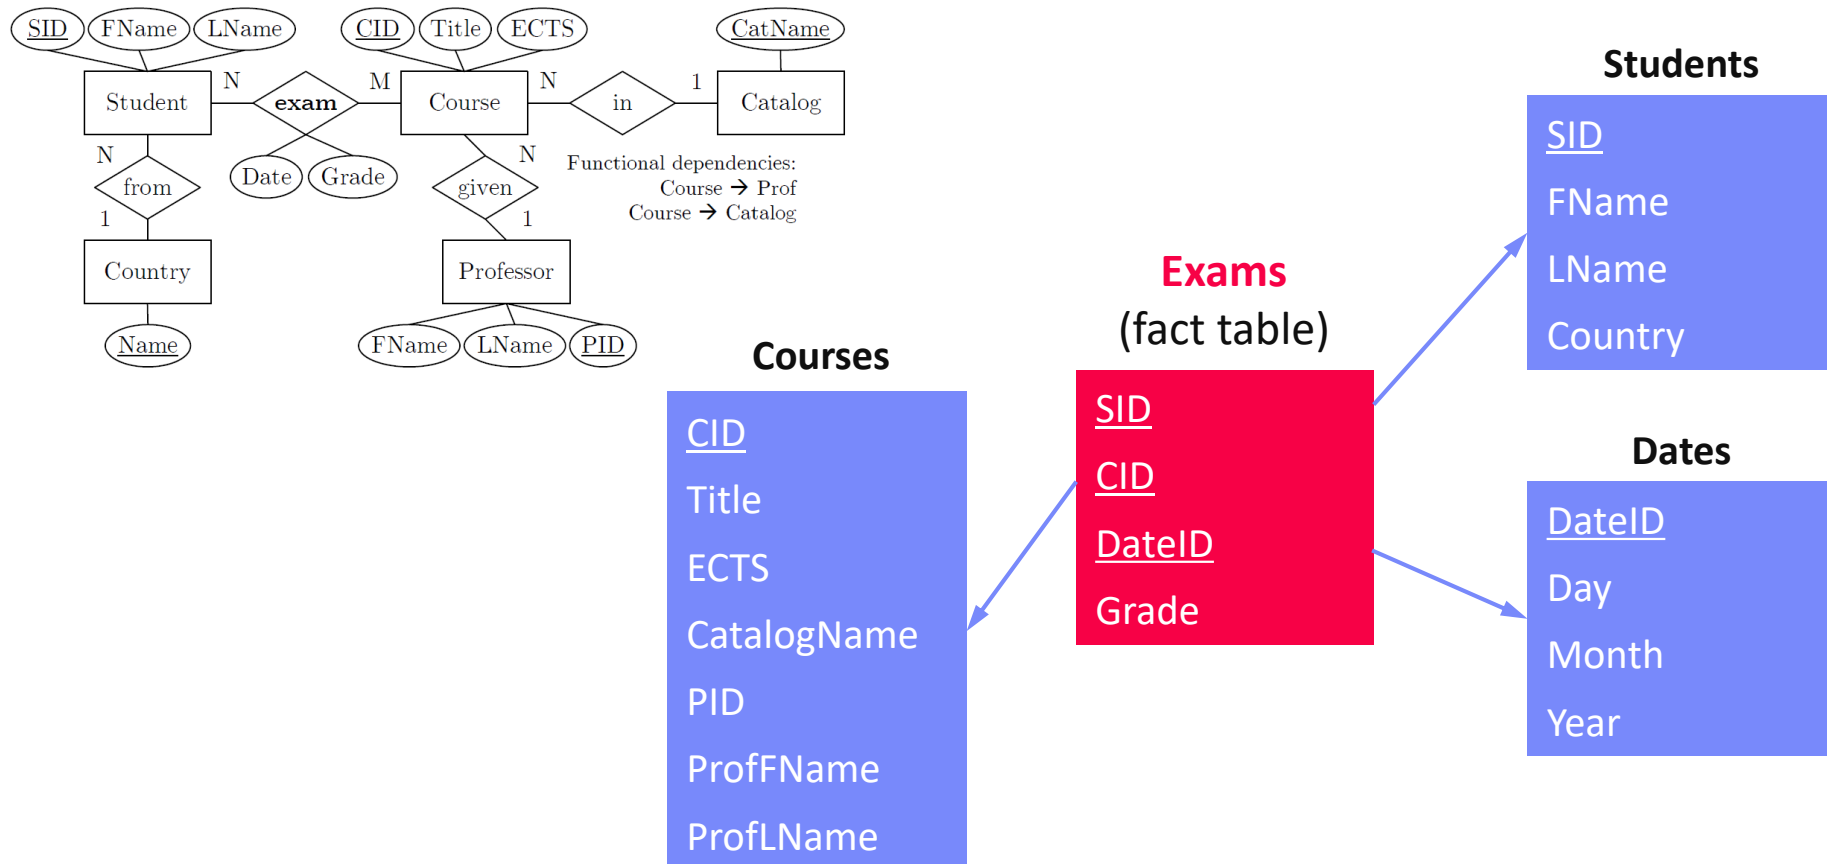 SID FName LName
CID Title ECTS
CatName
Student N exam M Course N in 1 Catalog
N from 1
Date Grade
N given 1
Functional dependencies:
Course → Prof
Course → Catalog
Country
Professor
Name
FName LName PID
Courses
CID
Title
ECTS
CatalogName
PID
ProfFName
ProfLName
Exams
(fact table)
SID
CID
DateID
Grade
Students
SID
FName
LName
Country
Dates
DateID
Day
Month
Year